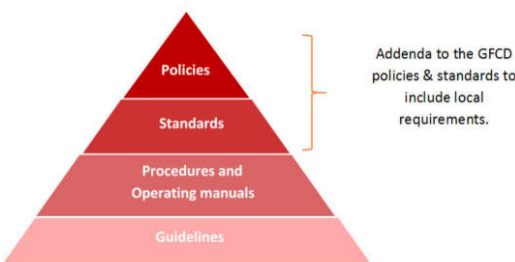 Policies
Standards
Procedures and
Operating manuals
Guidelines
Addenda to the GFCD
policies & standards to
include local
requirements.